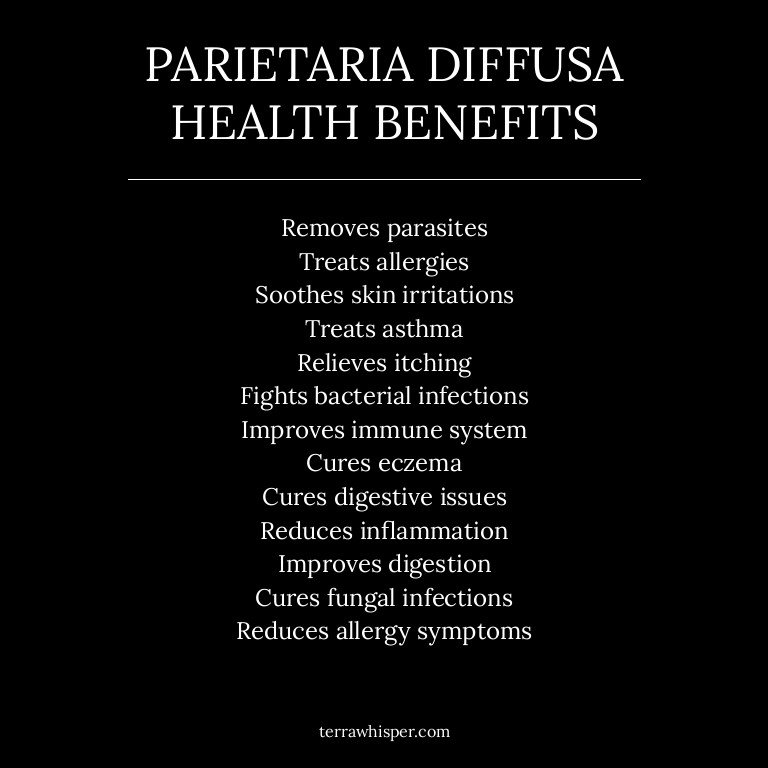 PARIETARIA DIFFUSA
HEALTH BENEFITS
Removes parasites
Treats allergies
Soothes skin irritations
Treats asthma
Relieves itching
Fights bacterial infections
Improves immune system
Cures eczema
Cures digestive issues
Reduces inflammation
Improves digestion
Cures fungal infections
Reduces allergy symptoms
terrawhisper.com